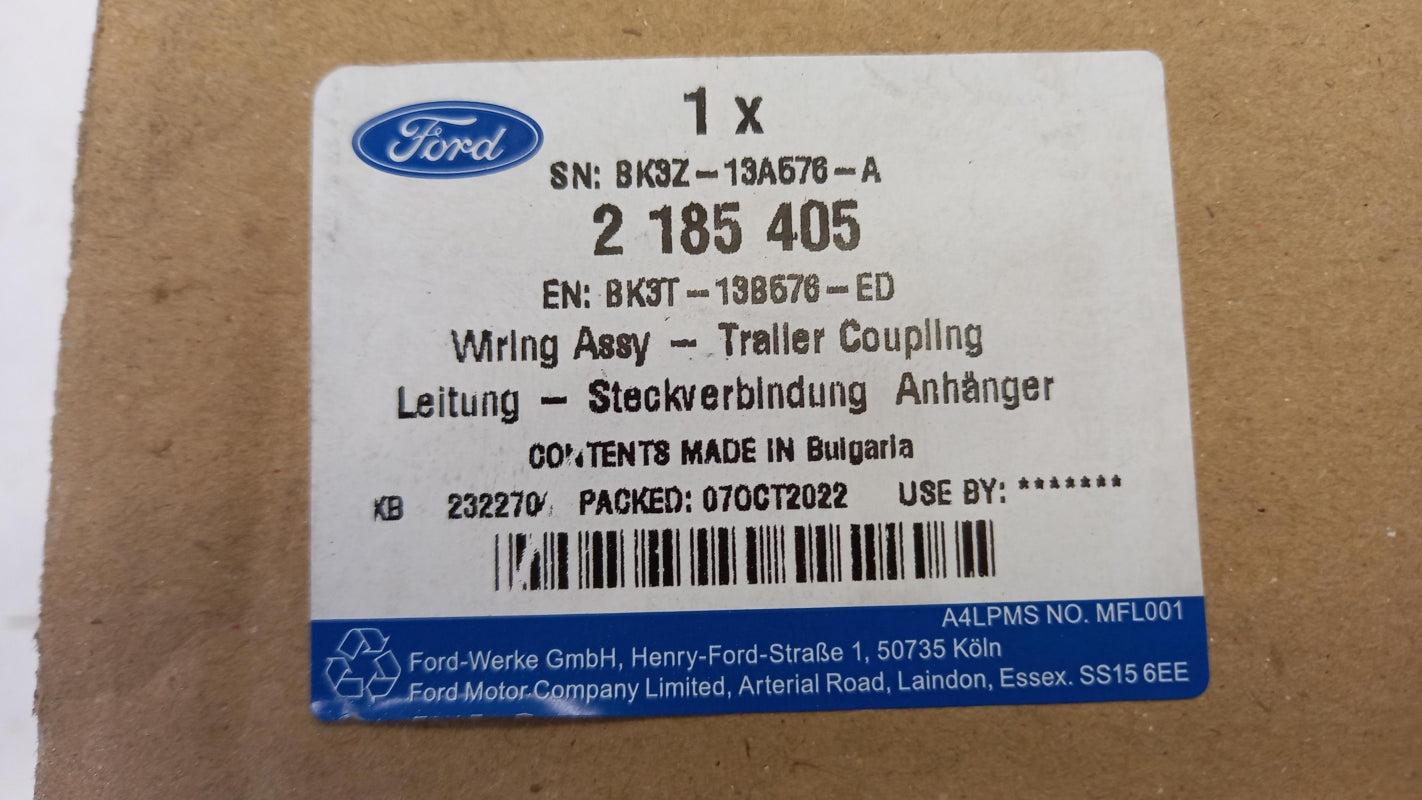 Ford
1 x
SN: BK3Z-13A576-A
2 185 405
EN: BK3T-13B576-ED
Wiring Assy - Trailer Coupling
Leitung - Steckverbindung Anhänger
CONTENTS MADE IN Bulgaria
KB 232270 PACKED: 07OCT2022 USE BY: *******
A4LPMS NO. MFL001
Ford-Werke GmbH, Henry-Ford-Straße 1, 50735 Köln
Ford Motor Company Limited, Arterial Road, Laindon, Essex. SS15 6EE